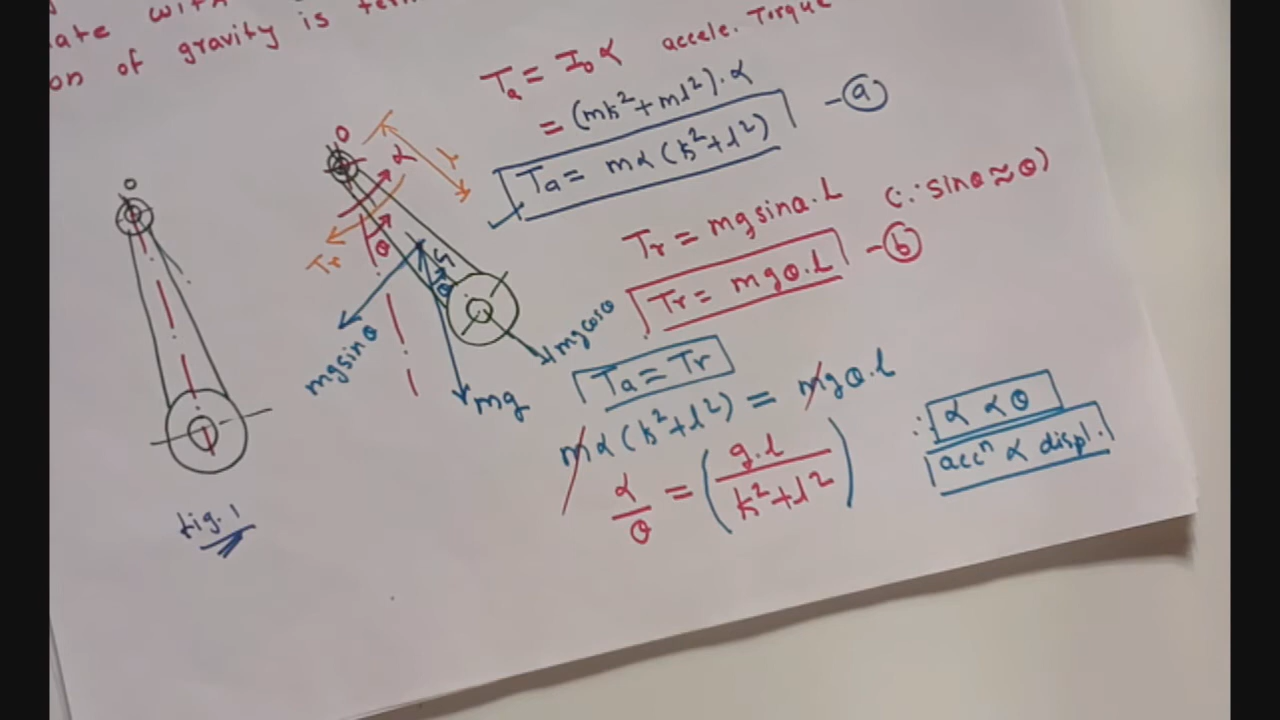 ate with
on of gravity is
Ta = I₀ α accele. Torque
= (mk²+ml²).α
Ta = mα (k²+l²) -ⓐ
Tr = mg sinθ.L (∵ sinθ ≈ θ)
Tr = mgθ.L -ⓑ
Ta = Tr
mα (k²+l²) = mgθ.l
α/θ = (g.l/k²+l²)
∴ α ∝ θ
accⁿ ∝ displ.
O
fig. 1
O
α
Tr
θ
G
θ
mg sinθ
mg cosθ
mg